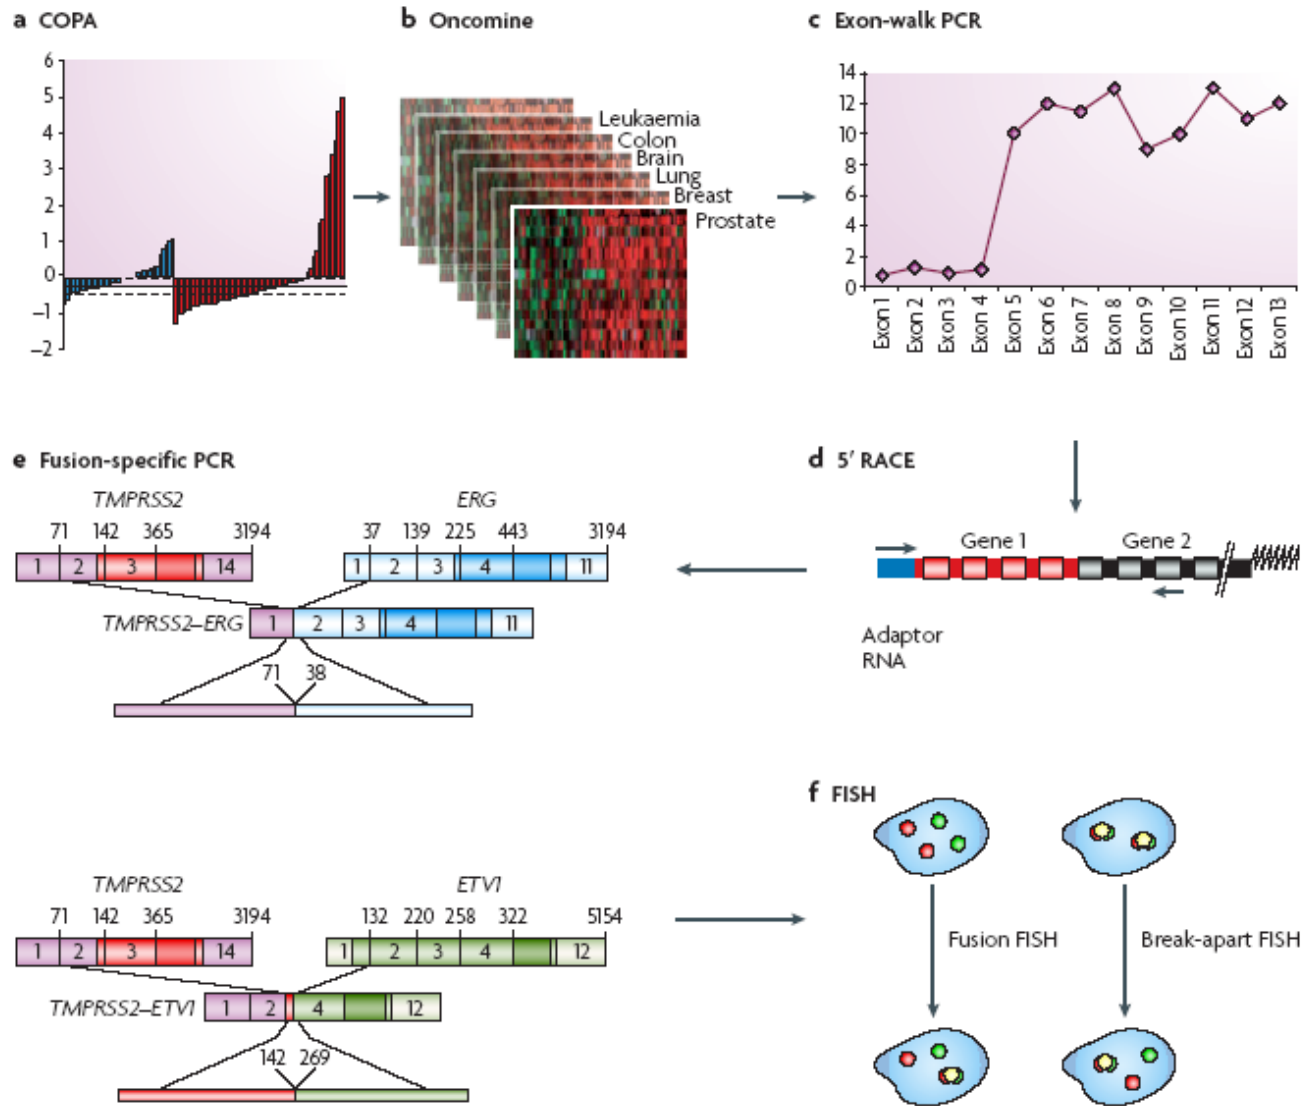 a COPA
6
5
4
3
2
1
0
–1
–2
b Oncomine
Leukaemia
Colon
Brain
Lung
Breast
Prostate
c Exon-walk PCR
14
12
10
8
6
4
2
0
Exon 1
Exon 2
Exon 3
Exon 4
Exon 5
Exon 6
Exon 7
Exon 8
Exon 9
Exon 10
Exon 11
Exon 12
Exon 13
d 5′ RACE
Gene 1 Gene 2
Adaptor
RNA
e Fusion-specific PCR
TMPRSS2 ERG
71 142 365 3194 37 139 225 443 3194
1 2 3 14 1 2 3 4 11
TMPRSS2–ERG 1 2 3 4 11
71 38
TMPRSS2 ETV1
71 142 365 3194 132 220 258 322 5154
1 2 3 14 1 2 3 4 12
TMPRSS2–ETV1 1 2 4 12
142 269
f FISH
Fusion FISH Break-apart FISH